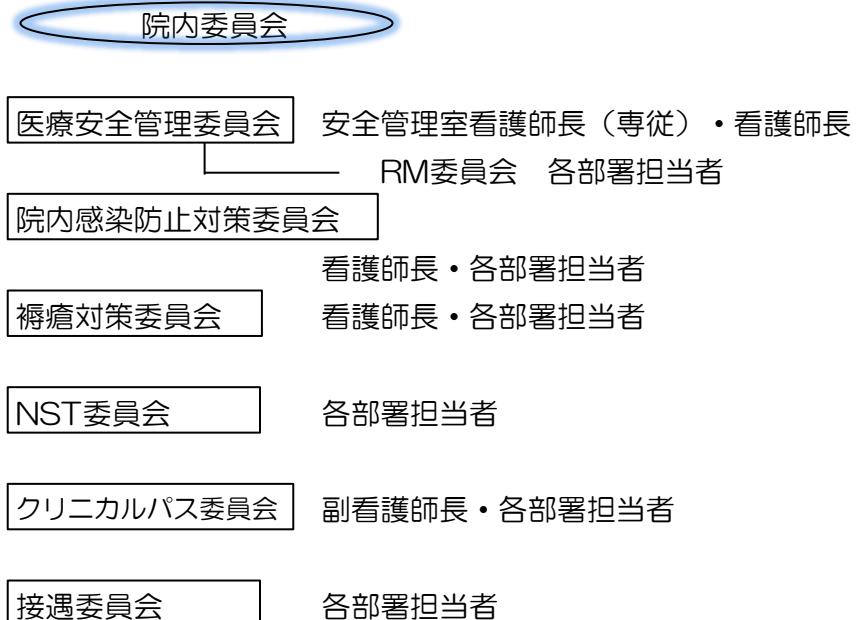 院内委員会
医療安全管理委員会 安全管理室看護師長（専従）・看護師長
RM委員会 各部署担当者
院内感染防止対策委員会
看護師長・各部署担当者
褥瘡対策委員会 看護師長・各部署担当者
NST委員会 各部署担当者
クリニカルパス委員会 副看護師長・各部署担当者
接遇委員会 各部署担当者